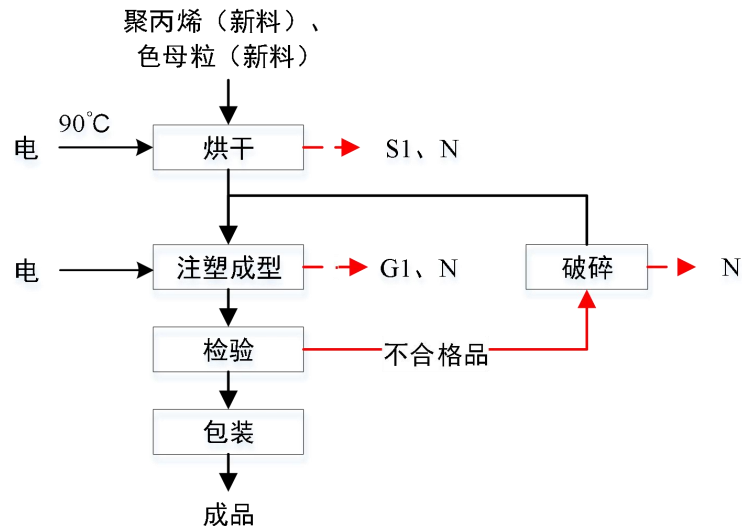 聚丙烯（新料）、
色母粒（新料）
电
90℃
烘干
S1、N
电
注塑成型
G1、N
破碎
N
检验
不合格品
包装
成品